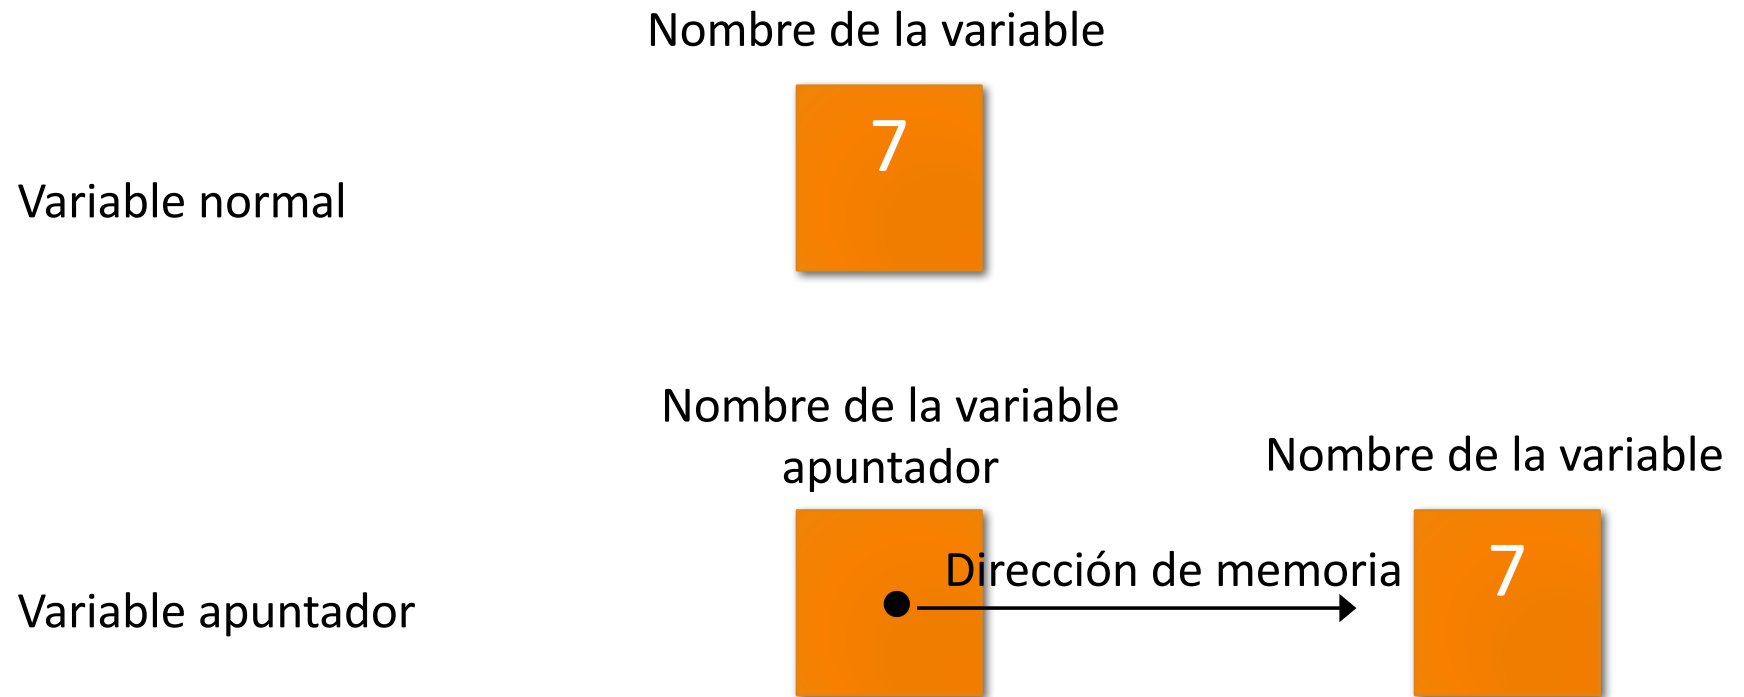 Nombre de la variable
7
Variable normal
Nombre de la variable
apuntador
Nombre de la variable
Dirección de memoria
7
Variable apuntador